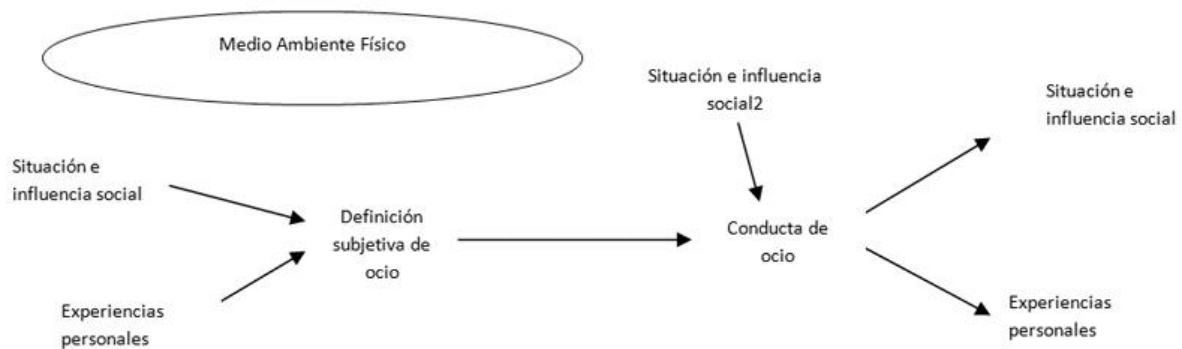 Medio Ambiente Físico
Situación e influencia
social2
Situación e
influencia social
Situación e
influencia social
Definición
subjetiva de
ocio
Conducta de
ocio
Experiencias
personales
Experiencias
personales